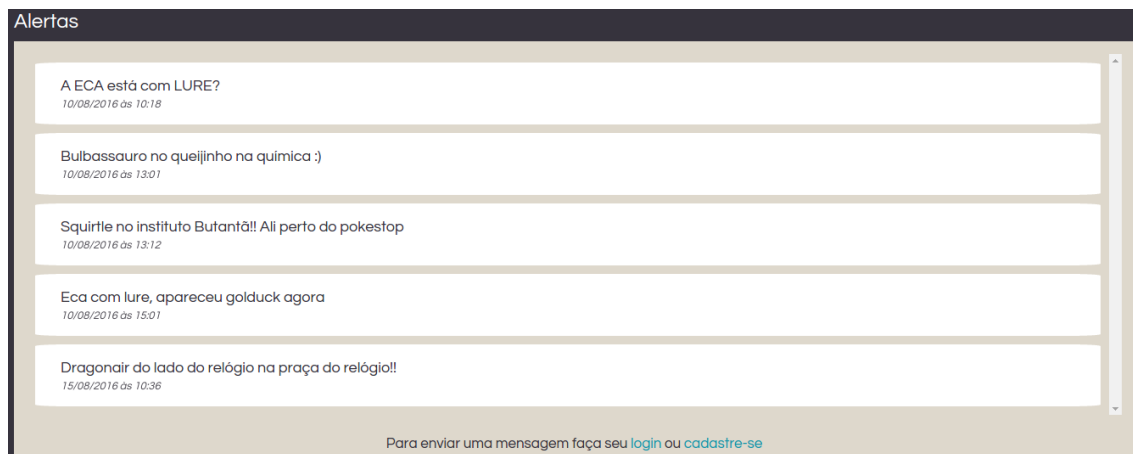 Alertas
A ECA está com LURE?
10/08/2016 às 10:18
Bulbassauro no queijinho na química :)
10/08/2016 às 13:01
Squirtle no instituto Butantã!! Ali perto do pokestop
10/08/2016 às 13:12
Eca com lure, apareceu golduck agora
10/08/2016 às 15:01
Dragonair do lado do relógio na praça do relógio!!
15/08/2016 às 10:36
Para enviar uma mensagem faça seu login ou cadastre-se